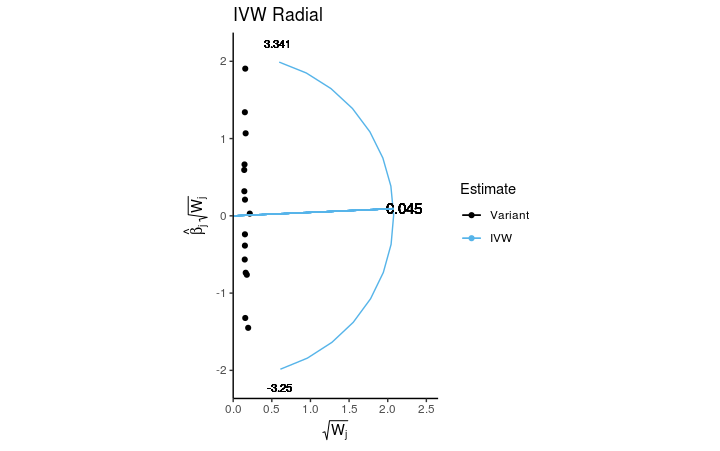 IVW Radial
3.341
2
1
0
-1
-2
β̂j√Wj
0.045
-3.25
0.0 0.5 1.0 1.5 2.0 2.5
√Wj
Estimate
Variant
IVW